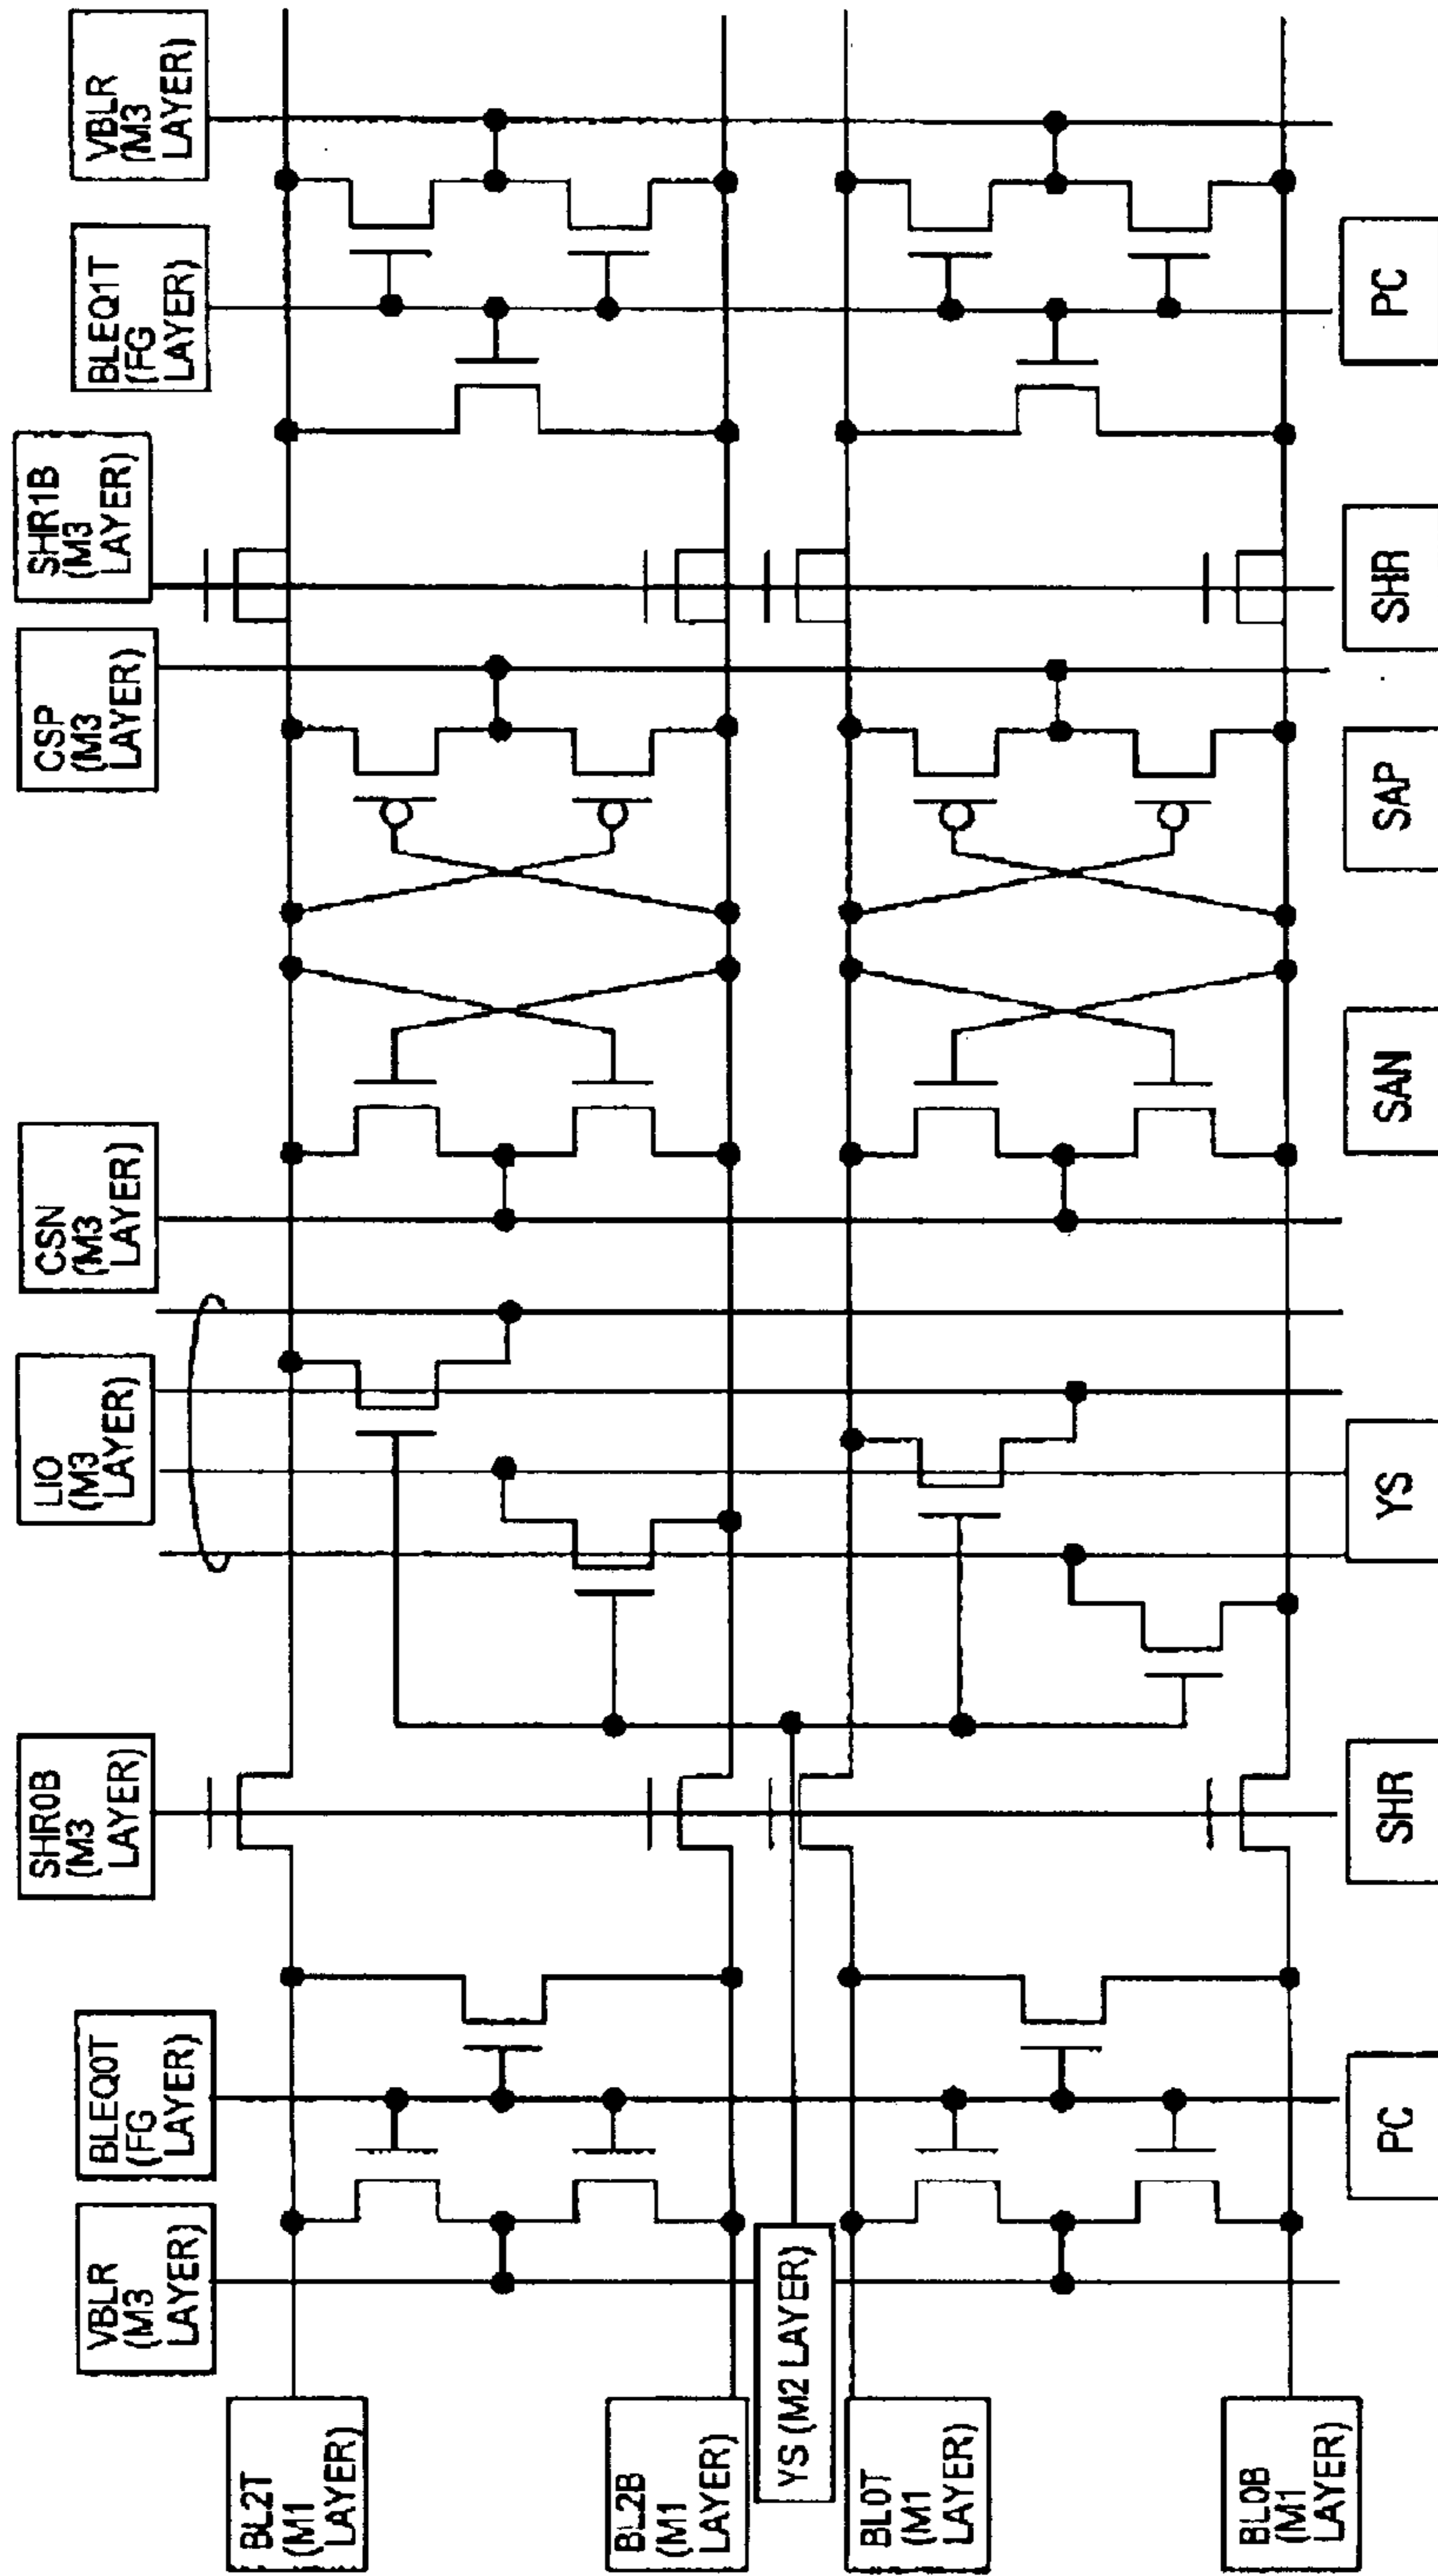 VBLR
(M3
LAYER)
BLEQ0T
(FG
LAYER)
SHR0B
(M3
LAYER)
LIO
(M3
LAYER)
CSN
(M3
LAYER)
CSP
(M3
LAYER)
SHR1B
(M3
LAYER)
BLEQ1T
(FG
LAYER)
VBLR
(M3
LAYER)
BL2T
(M1
LAYER)
BL2B
(M1
LAYER)
YS (M2 LAYER)
BL0T
(M1
LAYER)
BL0B
(M1
LAYER)
PC
SHR
YS
SAN
SAP
SHR
PC